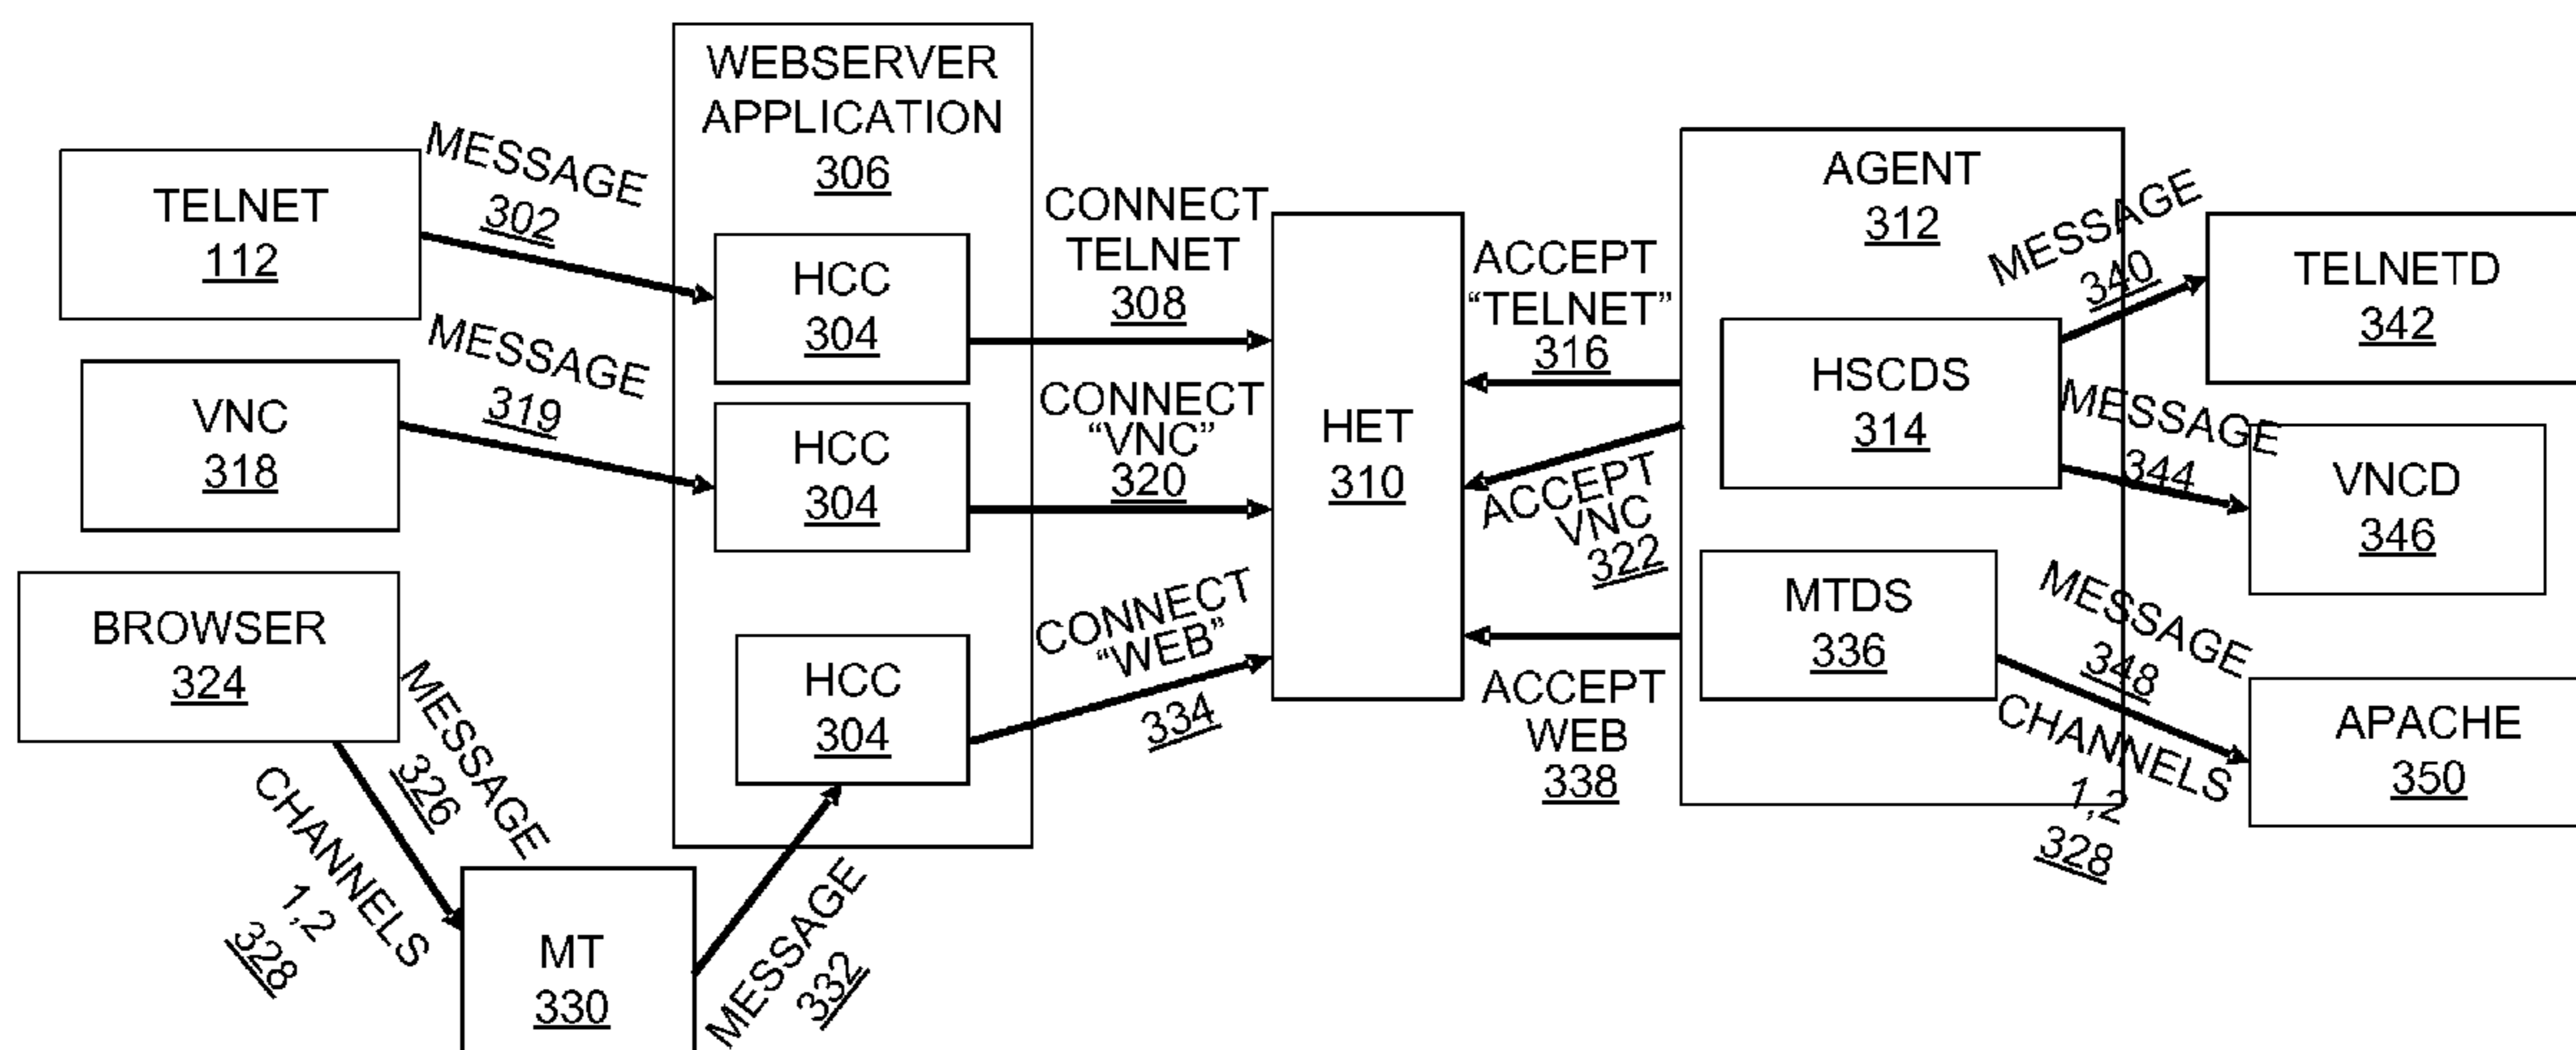 WEBSERVER
APPLICATION
306
TELNET
112
MESSAGE
302
HCC
304
CONNECT
TELNET
308
VNC
318
MESSAGE
319
HCC
304
CONNECT
“VNC”
320
BROWSER
324
MESSAGE
326
CHANNELS
1,2
328
MT
330
MESSAGE
332
HCC
304
CONNECT
“WEB”
334
HET
310
ACCEPT
“TELNET”
316
ACCEPT
VNC
322
ACCEPT
WEB
338
AGENT
312
HSCDS
314
MTDS
336
MESSAGE
340
TELNETD
342
MESSAGE
344
VNCD
346
MESSAGE
348
CHANNELS
1,2
328
APACHE
350